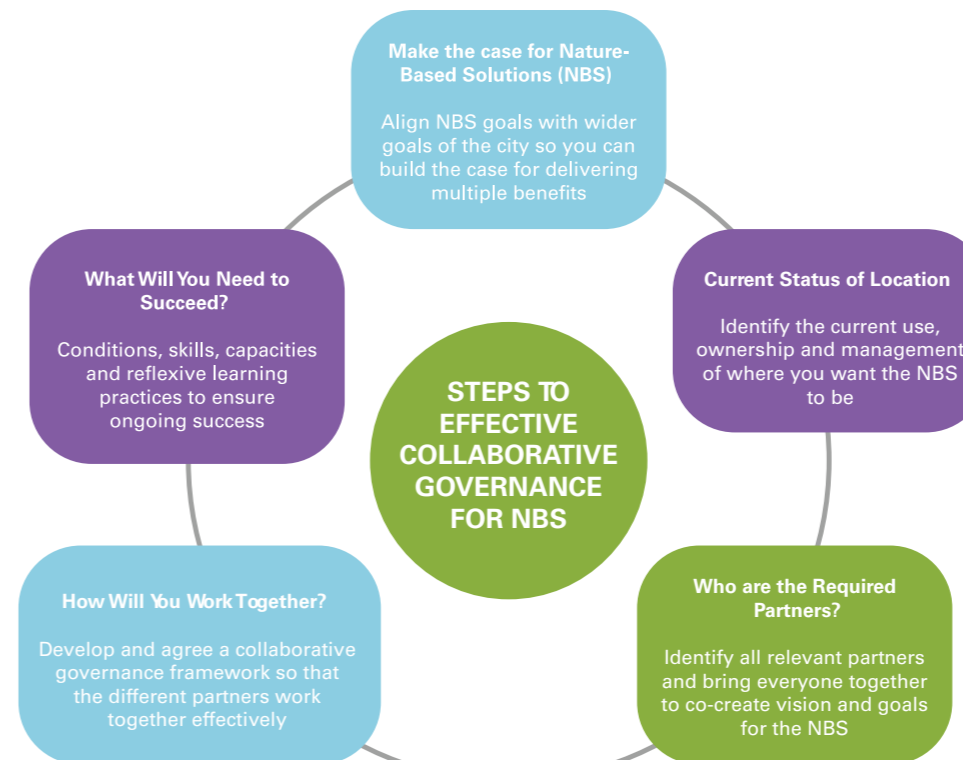 Make the case for Nature-
Based Solutions (NBS)
Align NBS goals with wider
goals of the city so you can
build the case for delivering
multiple benefits
Current Status of Location
Identify the current use,
ownership and management
of where you want the NBS
to be
Who are the Required
Partners?
Identify all relevant partners
and bring everyone together
to co-create vision and goals
for the NBS
How Will You Work Together?
Develop and agree a collaborative
governance framework so that
the different partners work
together effectively
What Will You Need to
Succeed?
Conditions, skills, capacities
and reflexive learning
practices to ensure
ongoing success
STEPS TO
EFFECTIVE
COLLABORATIVE
GOVERNANCE
FOR NBS